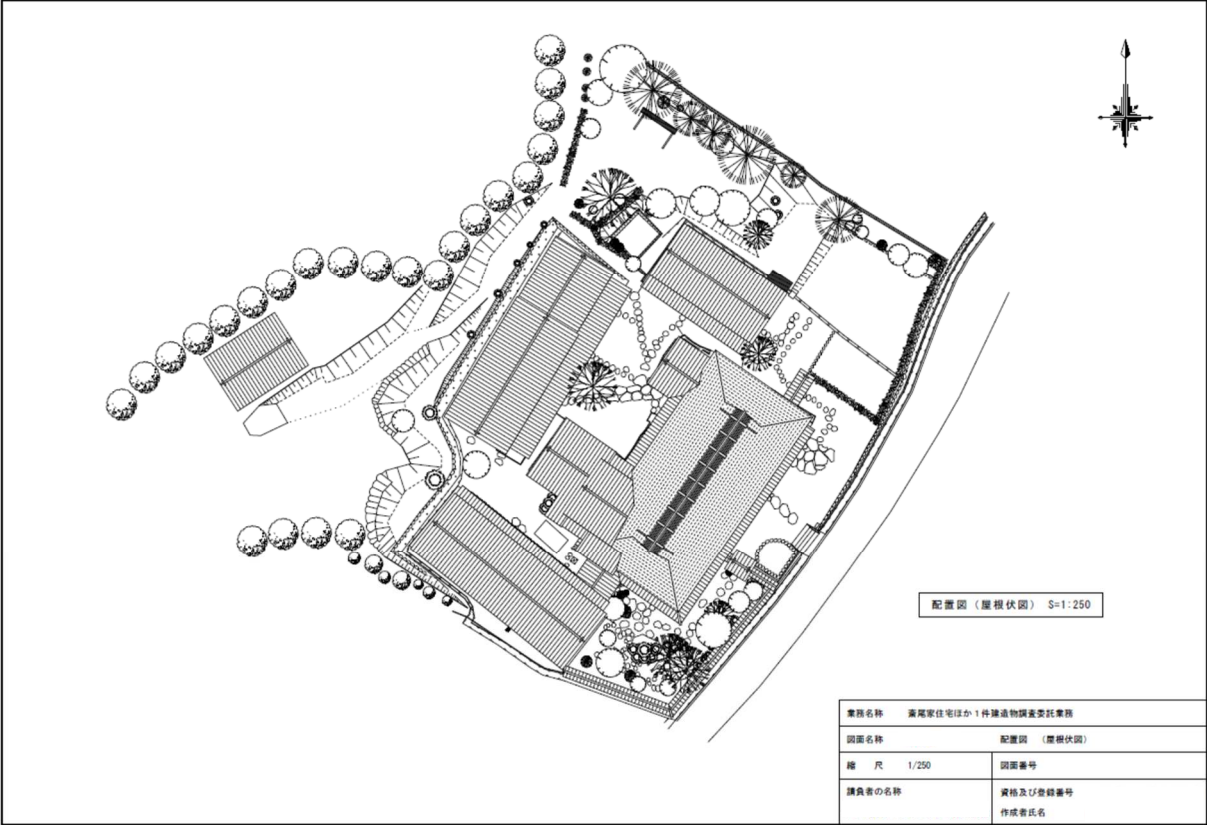 配置図（屋根伏図） S=1:250
業務名称 斎尾家住宅ほか１件建造物調査委託業務
図面名称 配置図 （屋根伏図）
縮 尺 1/250 図面番号
請負者の名称 資格及び登録番号
作成者氏名